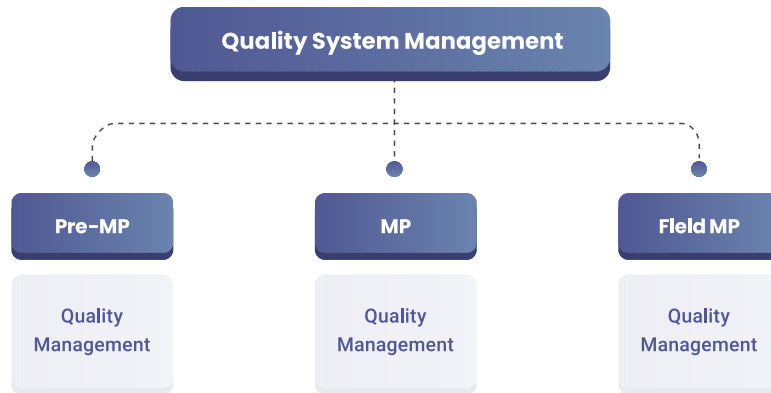 Quality System Management
Pre-MP
MP
Field MP
Quality
Management
Quality
Management
Quality
Management